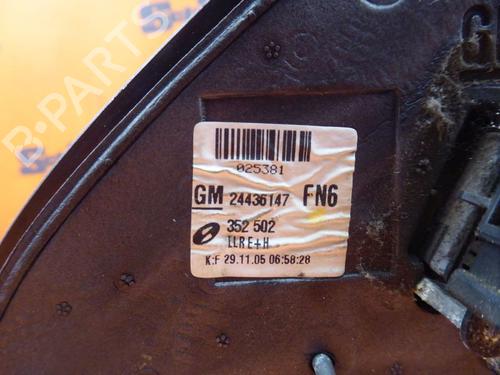 B-PARTS
G
025381
GM 24436147 FN6
352 502
LLR E+H
K:F 29.11.05 06:58:28